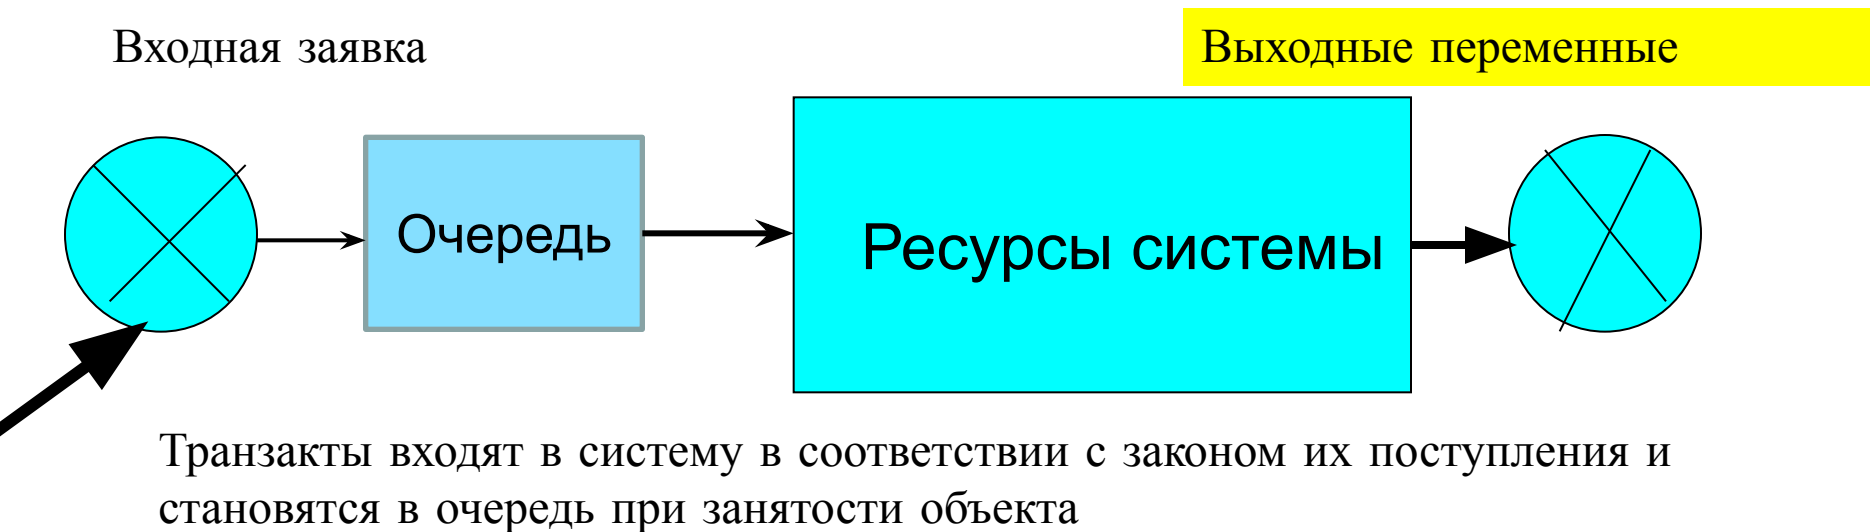 Входная заявка
Выходные переменные
Очередь
Ресурсы системы
Транзакты входят в систему в соответствии с законом их поступления и
становятся в очередь при занятости объекта